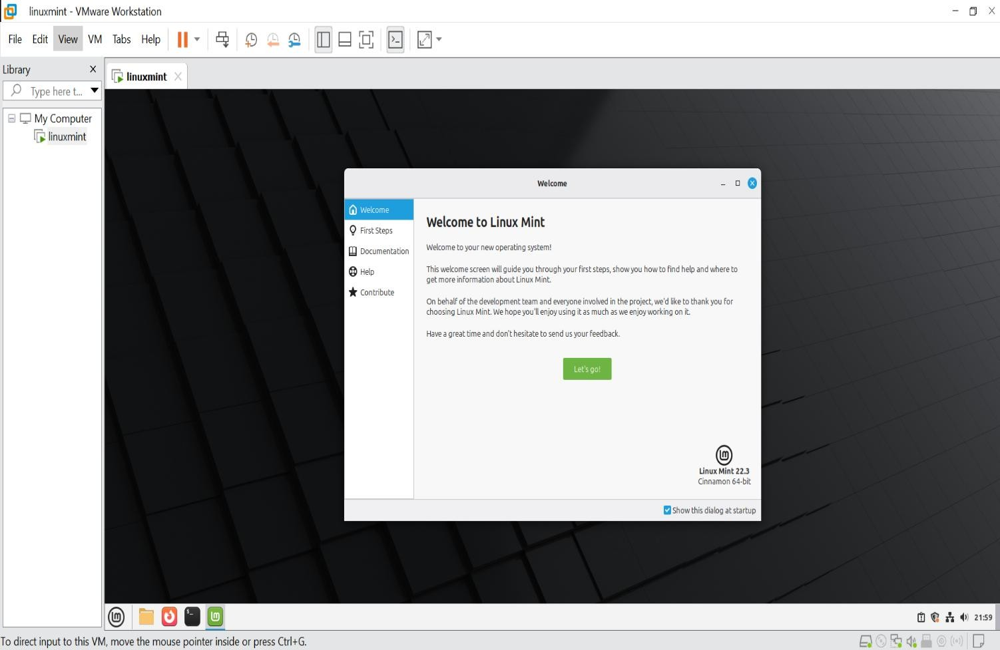 linuxmint - VMware Workstation
File Edit View VM Tabs Help
Library X
linuxmint
Type here t...
My Computer
linuxmint
Welcome
Welcome
First Steps
Documentation
Help
Contribute
Welcome to Linux Mint
Welcome to your new operating system!
This welcome screen will guide you through your first steps, show you how to find help and where to
get more information about Linux Mint.
On behalf of the development team and everyone involved in the project, we'd like to thank you for
choosing Linux Mint. We hope you'll enjoy using it as much as we enjoy working on it.
Have a great time and don't hesitate to send us your feedback.
Let's go!
Linux Mint 22.3
Cinnamon 64-bit
Show this dialog at startup
21:59
To direct input to this VM, move the mouse pointer inside or press Ctrl+G.